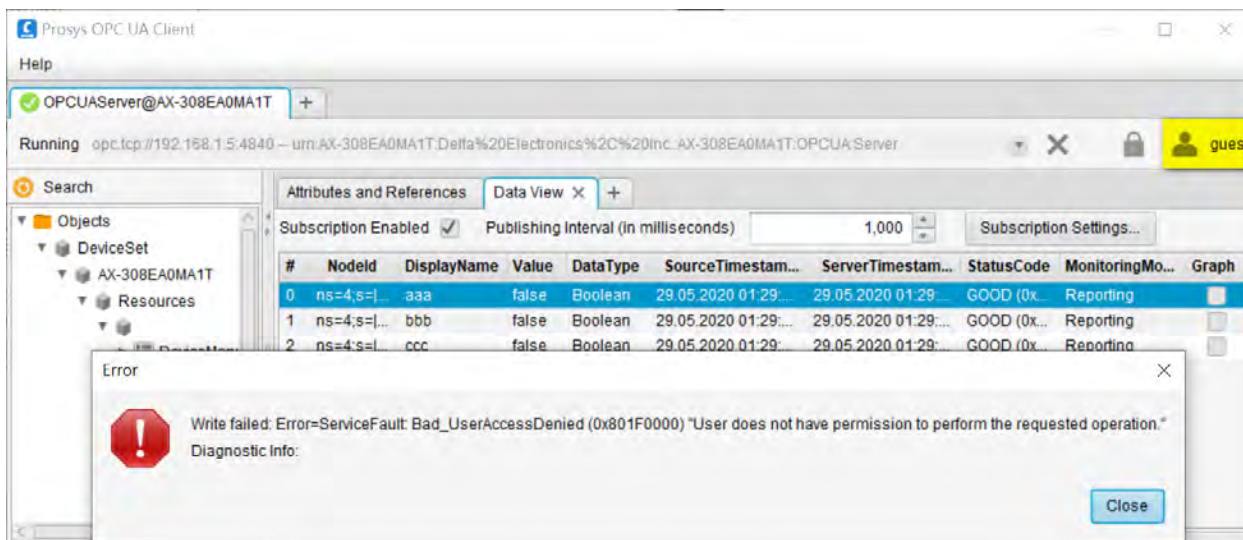 Prosys OPC UA Client
Help
OPCUAServer@AX-308EA0MA1T +
Running opc.tcp://192.168.1.5:4840 – urn:AX-308EA0MA1T:Delta%20Electronics%2C%20Inc.:AX-308EA0MA1T:OPCUA:Server gues
Search Attributes and References Data View × +
Objects Subscription Enabled Publishing Interval (in milliseconds) 1,000 Subscription Settings...
DeviceSet
AX-308EA0MA1T # NodeId DisplayName Value DataType SourceTimestam... ServerTimestam... StatusCode MonitoringMo... Graph
Resources 0 ns=4;s=|... aaa false Boolean 29.05.2020 01:29:... 29.05.2020 01:29:... GOOD (0x... Reporting
1 ns=4;s=|... bbb false Boolean 29.05.2020 01:29:... 29.05.2020 01:29:... GOOD (0x... Reporting
2 ns=4;s=|... ccc false Boolean 29.05.2020 01:29:... 29.05.2020 01:29:... GOOD (0x... Reporting
Error
Write failed: Error=ServiceFault: Bad_UserAccessDenied (0x801F0000) "User does not have permission to perform the requested operation."
Diagnostic Info:
Close